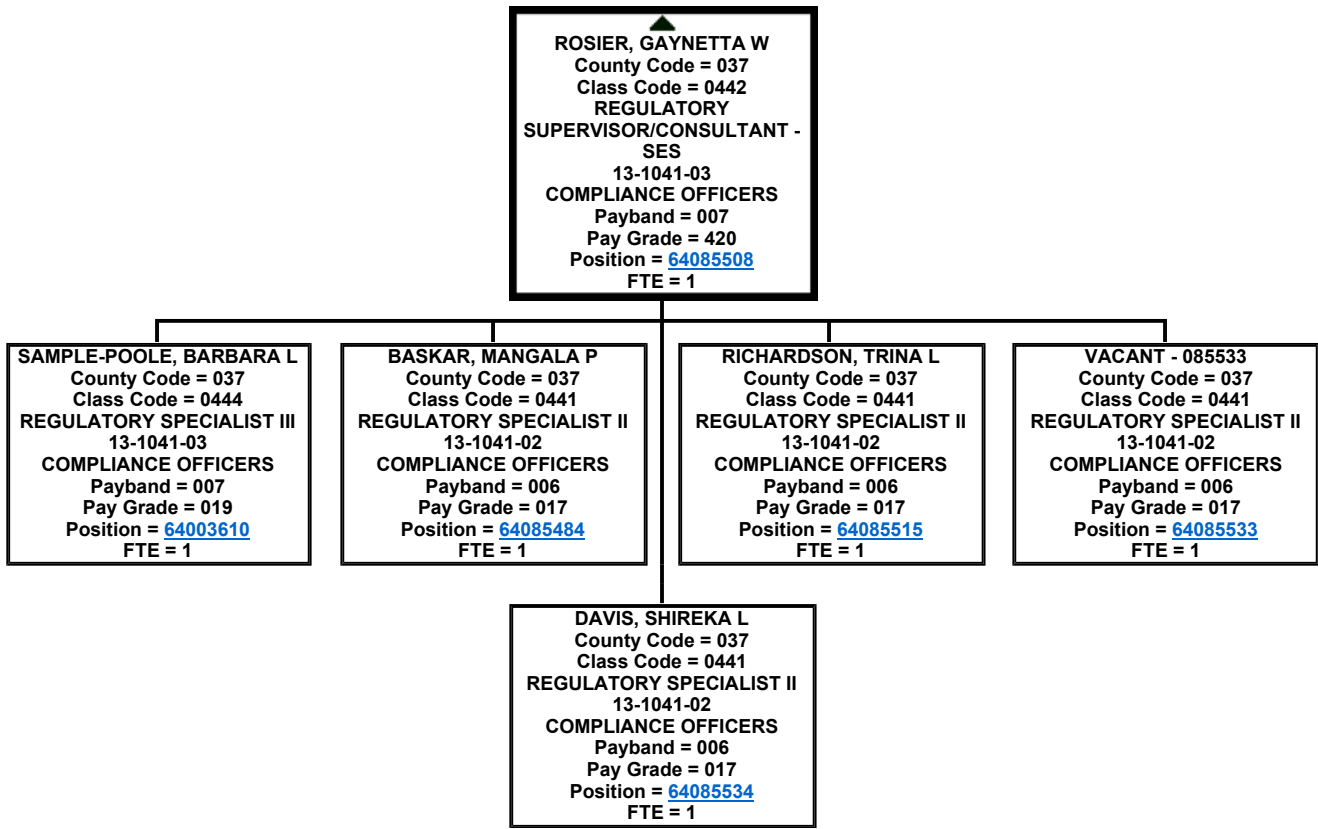 ROSIER, GAYNETTA W
County Code = 037
Class Code = 0442
REGULATORY
SUPERVISOR/CONSULTANT -
SES
13-1041-03
COMPLIANCE OFFICERS
Payband = 007
Pay Grade = 420
Position = 64085508
FTE = 1
SAMPLE-POOLE, BARBARA L
County Code = 037
Class Code = 0444
REGULATORY SPECIALIST III
13-1041-03
COMPLIANCE OFFICERS
Payband = 007
Pay Grade = 019
Position = 64003610
FTE = 1
BASKAR, MANGALA P
County Code = 037
Class Code = 0441
REGULATORY SPECIALIST II
13-1041-02
COMPLIANCE OFFICERS
Payband = 006
Pay Grade = 017
Position = 64085484
FTE = 1
RICHARDSON, TRINA L
County Code = 037
Class Code = 0441
REGULATORY SPECIALIST II
13-1041-02
COMPLIANCE OFFICERS
Payband = 006
Pay Grade = 017
Position = 64085515
FTE = 1
VACANT - 085533
County Code = 037
Class Code = 0441
REGULATORY SPECIALIST II
13-1041-02
COMPLIANCE OFFICERS
Payband = 006
Pay Grade = 017
Position = 64085533
FTE = 1
DAVIS, SHIREKA L
County Code = 037
Class Code = 0441
REGULATORY SPECIALIST II
13-1041-02
COMPLIANCE OFFICERS
Payband = 006
Pay Grade = 017
Position = 64085534
FTE = 1